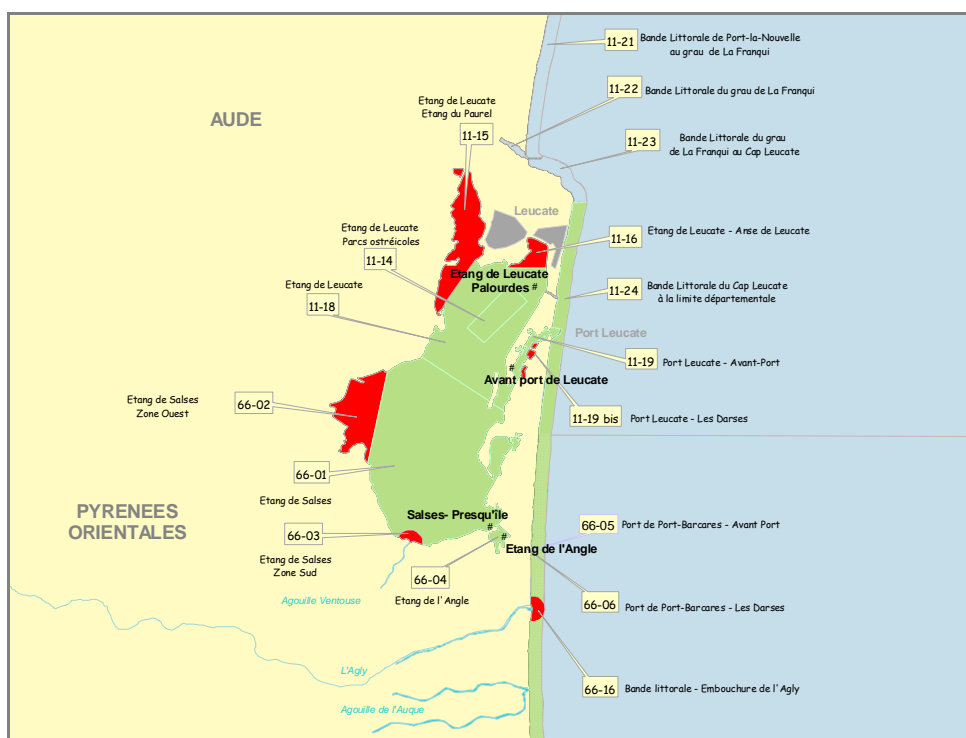 11-21
Bande Littorale de Port-la-Nouvelle
au grau de La Franqui
11-22
Bande Littorale du grau de La Franqui
Etang de Leucate
Etang du Paurel
11-15
AUDE
11-23
Bande Littorale du grau
de La Franqui au Cap Leucate
Leucate
Etang de Leucate
Parcs ostréicoles
11-14
11-16
Etang de Leucate - Anse de Leucate
Etang de Leucate
Palourdes #
Etang de Leucate
11-18
11-24
Bande Littorale du Cap Leucate
à la limite départementale
Port Leucate
11-19
Port Leucate - Avant-Port
#
Avant port de Leucate
Etang de Salses
Zone Ouest
66-02
11-19 bis
Port Leucate - Les Darses
66-01
Etang de Salses
PYRENEES
ORIENTALES
Salses- Presqu'île
#
66-03
Etang de Salses
Zone Sud
66-05
Port de Port-Barcares - Avant Port
#
Etang de l'Angle
66-04
Etang de l'Angle
Agouille Ventouse
66-06
Port de Port-Barcares - Les Darses
L'Agly
66-16
Bande littorale - Embouchure de l'Agly
Agouille de l'Auque